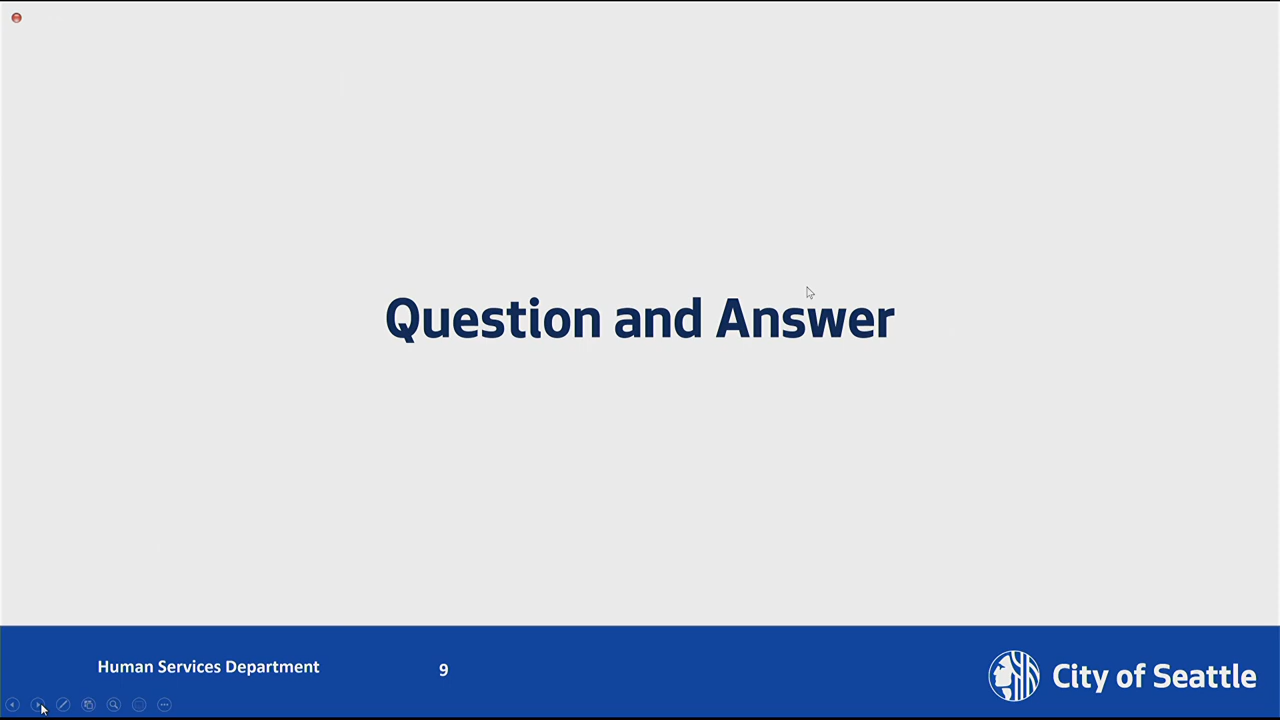 Question and Answer
Human Services Department
9
City of Seattle